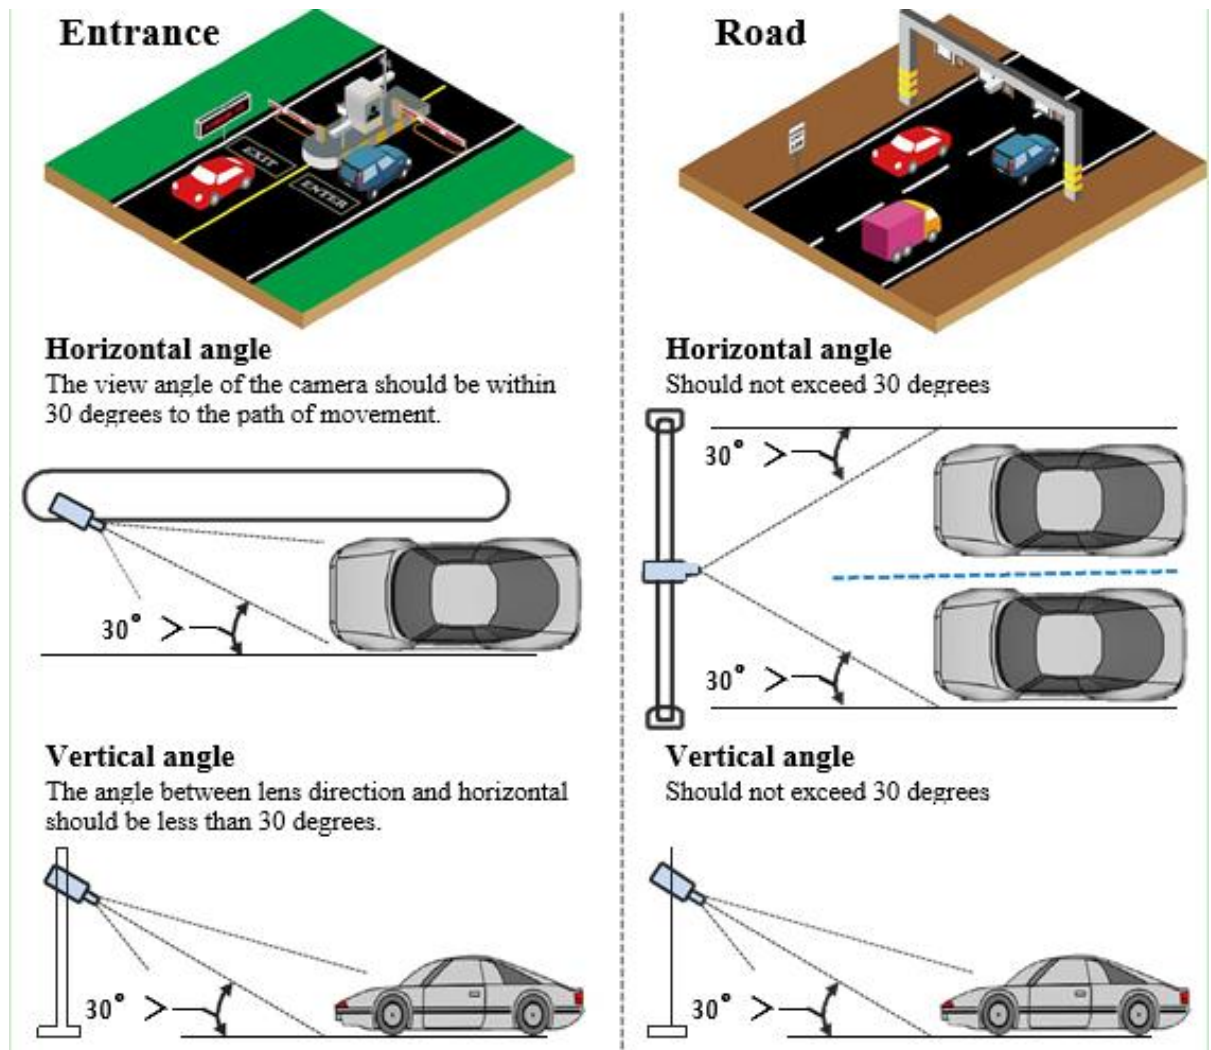 Entrance
EXIT
ENTER
Horizontal angle
The view angle of the camera should be within
30 degrees to the path of movement.
30°
Vertical angle
The angle between lens direction and horizontal
should be less than 30 degrees.
30°
Road
Horizontal angle
Should not exceed 30 degrees
30°
30°
Vertical angle
Should not exceed 30 degrees
30°